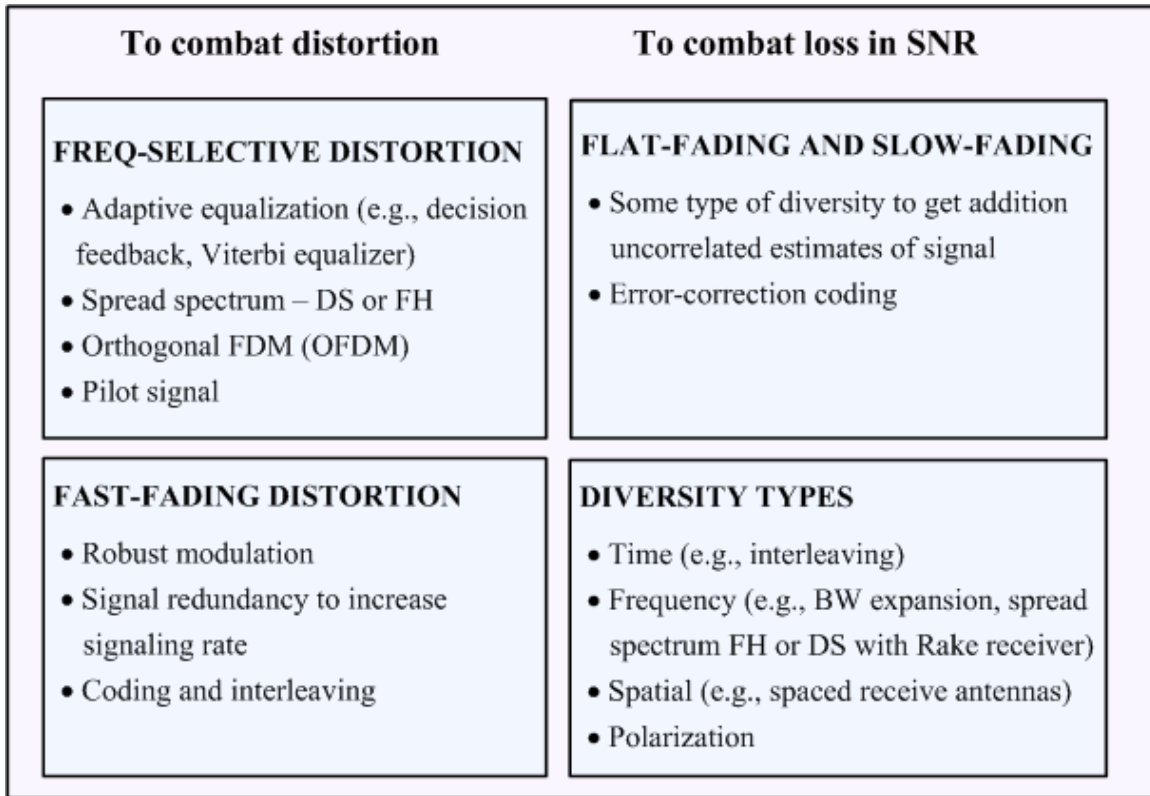 To combat distortion
To combat loss in SNR
FREQ-SELECTIVE DISTORTION
• Adaptive equalization (e.g., decision
feedback, Viterbi equalizer)
• Spread spectrum – DS or FH
• Orthogonal FDM (OFDM)
• Pilot signal
FLAT-FADING AND SLOW-FADING
• Some type of diversity to get addition
uncorrelated estimates of signal
• Error-correction coding
FAST-FADING DISTORTION
• Robust modulation
• Signal redundancy to increase
signaling rate
• Coding and interleaving
DIVERSITY TYPES
• Time (e.g., interleaving)
• Frequency (e.g., BW expansion, spread
spectrum FH or DS with Rake receiver)
• Spatial (e.g., spaced receive antennas)
• Polarization